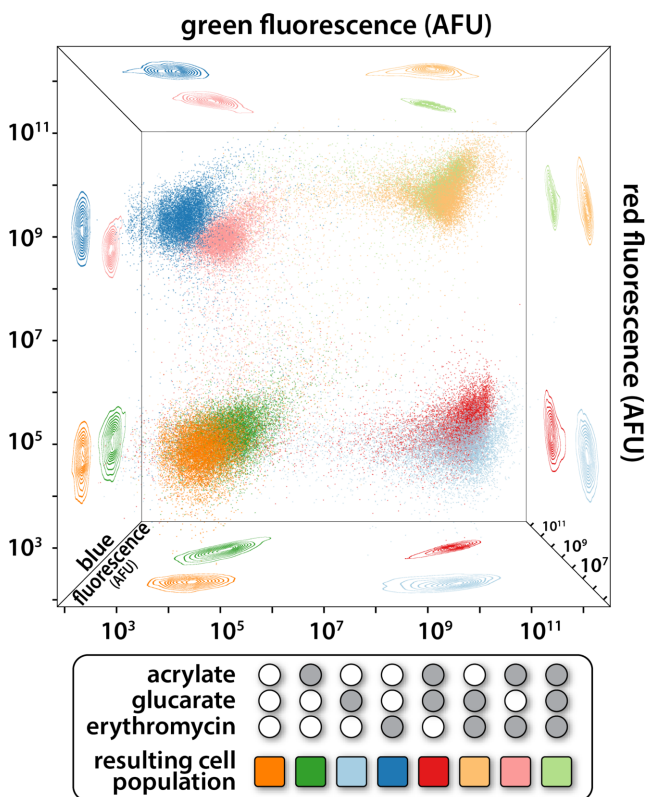 green fluorescence (AFU)
red fluorescence (AFU)
10¹¹
10⁹
10⁷
10⁵
10³
blue
fluorescence
(AFU)
10¹¹
10⁹
10⁷
10³ 10⁵ 10⁷ 10⁹ 10¹¹
acrylate
glucarate
erythromycin
resulting cell
population